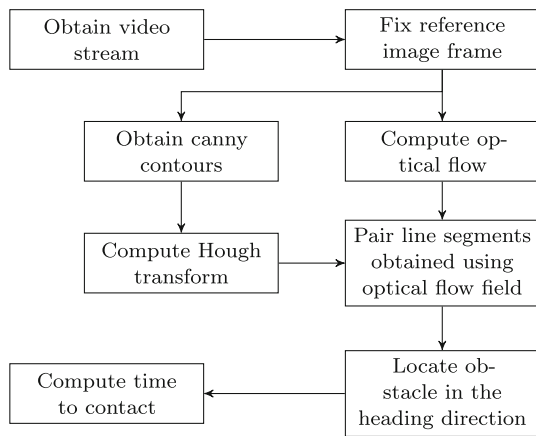 Obtain video
stream
Fix reference
image frame
Obtain canny
contours
Compute op-
tical flow
Compute Hough
transform
Pair line segments
obtained using
optical flow field
Compute time
to contact
Locate ob-
stacle in the
heading direction